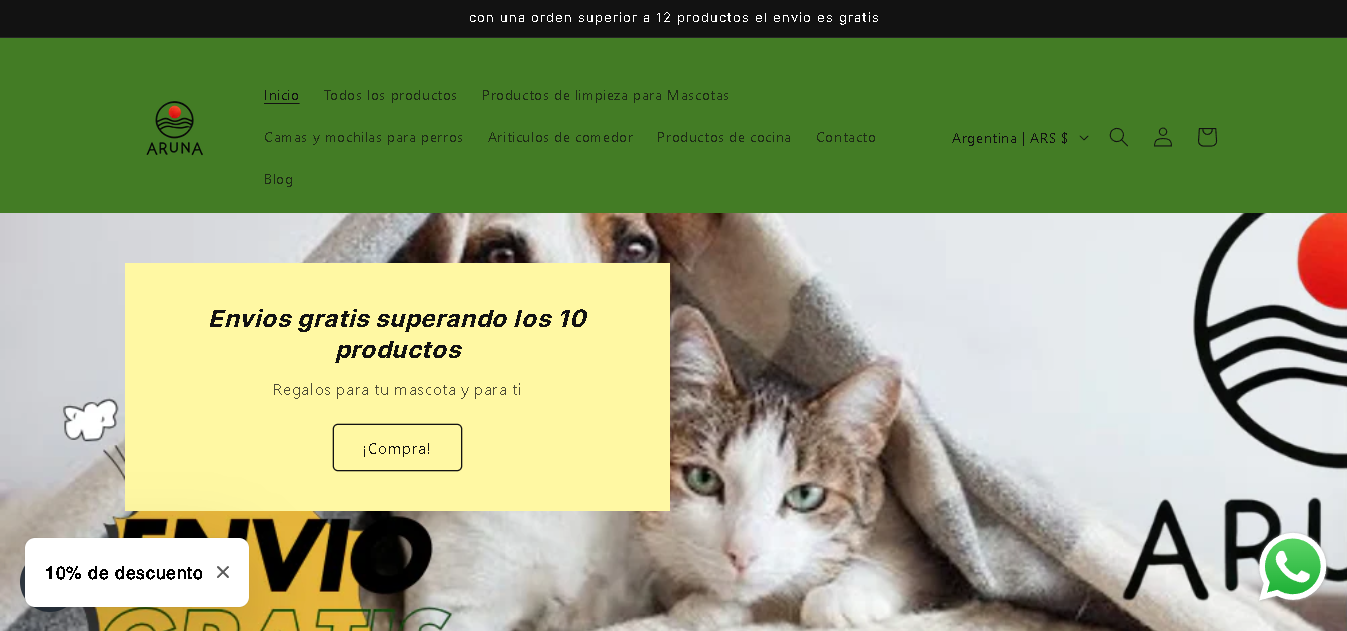 con una orden superior a 12 productos el envio es gratis
Inicio Todos los productos Productos de limpieza para Mascotas
Camas y mochilas para perros Ariticulos de comedor Productos de cocina Contacto
Blog
ARUNA
Argentina | ARS $
Envios gratis superando los 10
productos
Regalos para tu mascota y para ti
¡Compra!
ENVIO
GRATIS
10% de descuento